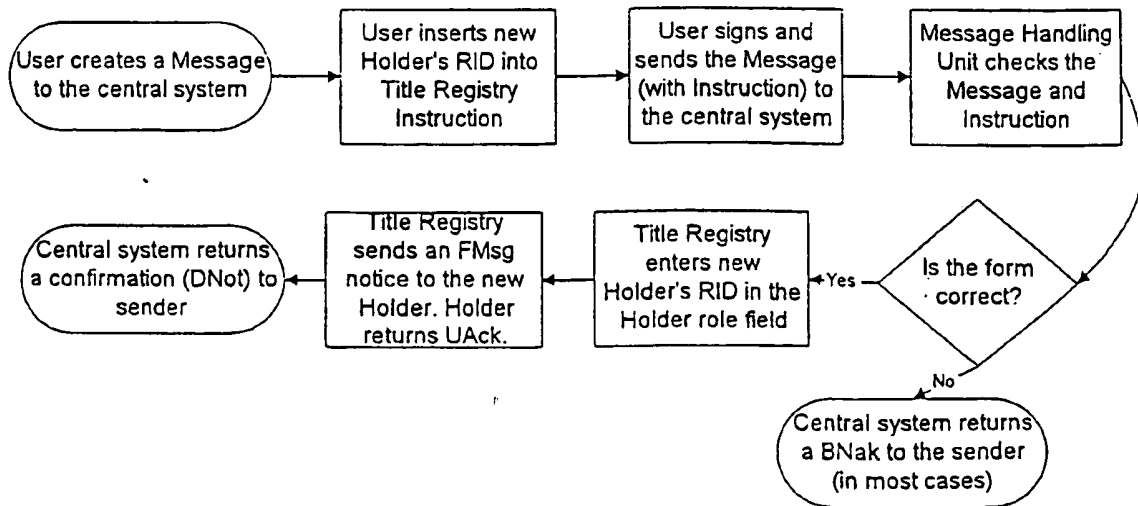 User creates a Message
to the central system
User inserts new
Holder's RID into
Title Registry
Instruction
User signs and
sends the Message
(with Instruction) to
the central system
Message Handling
Unit checks the
Message and
Instruction
Is the form
correct?
Yes
Title Registry
enters new
Holder's RID in the
Holder role field
Title Registry
sends an FMsg
notice to the new
Holder. Holder
returns UAck.
Central system returns
a confirmation (DNot) to
sender
No
Central system returns
a BNak to the sender
(in most cases)